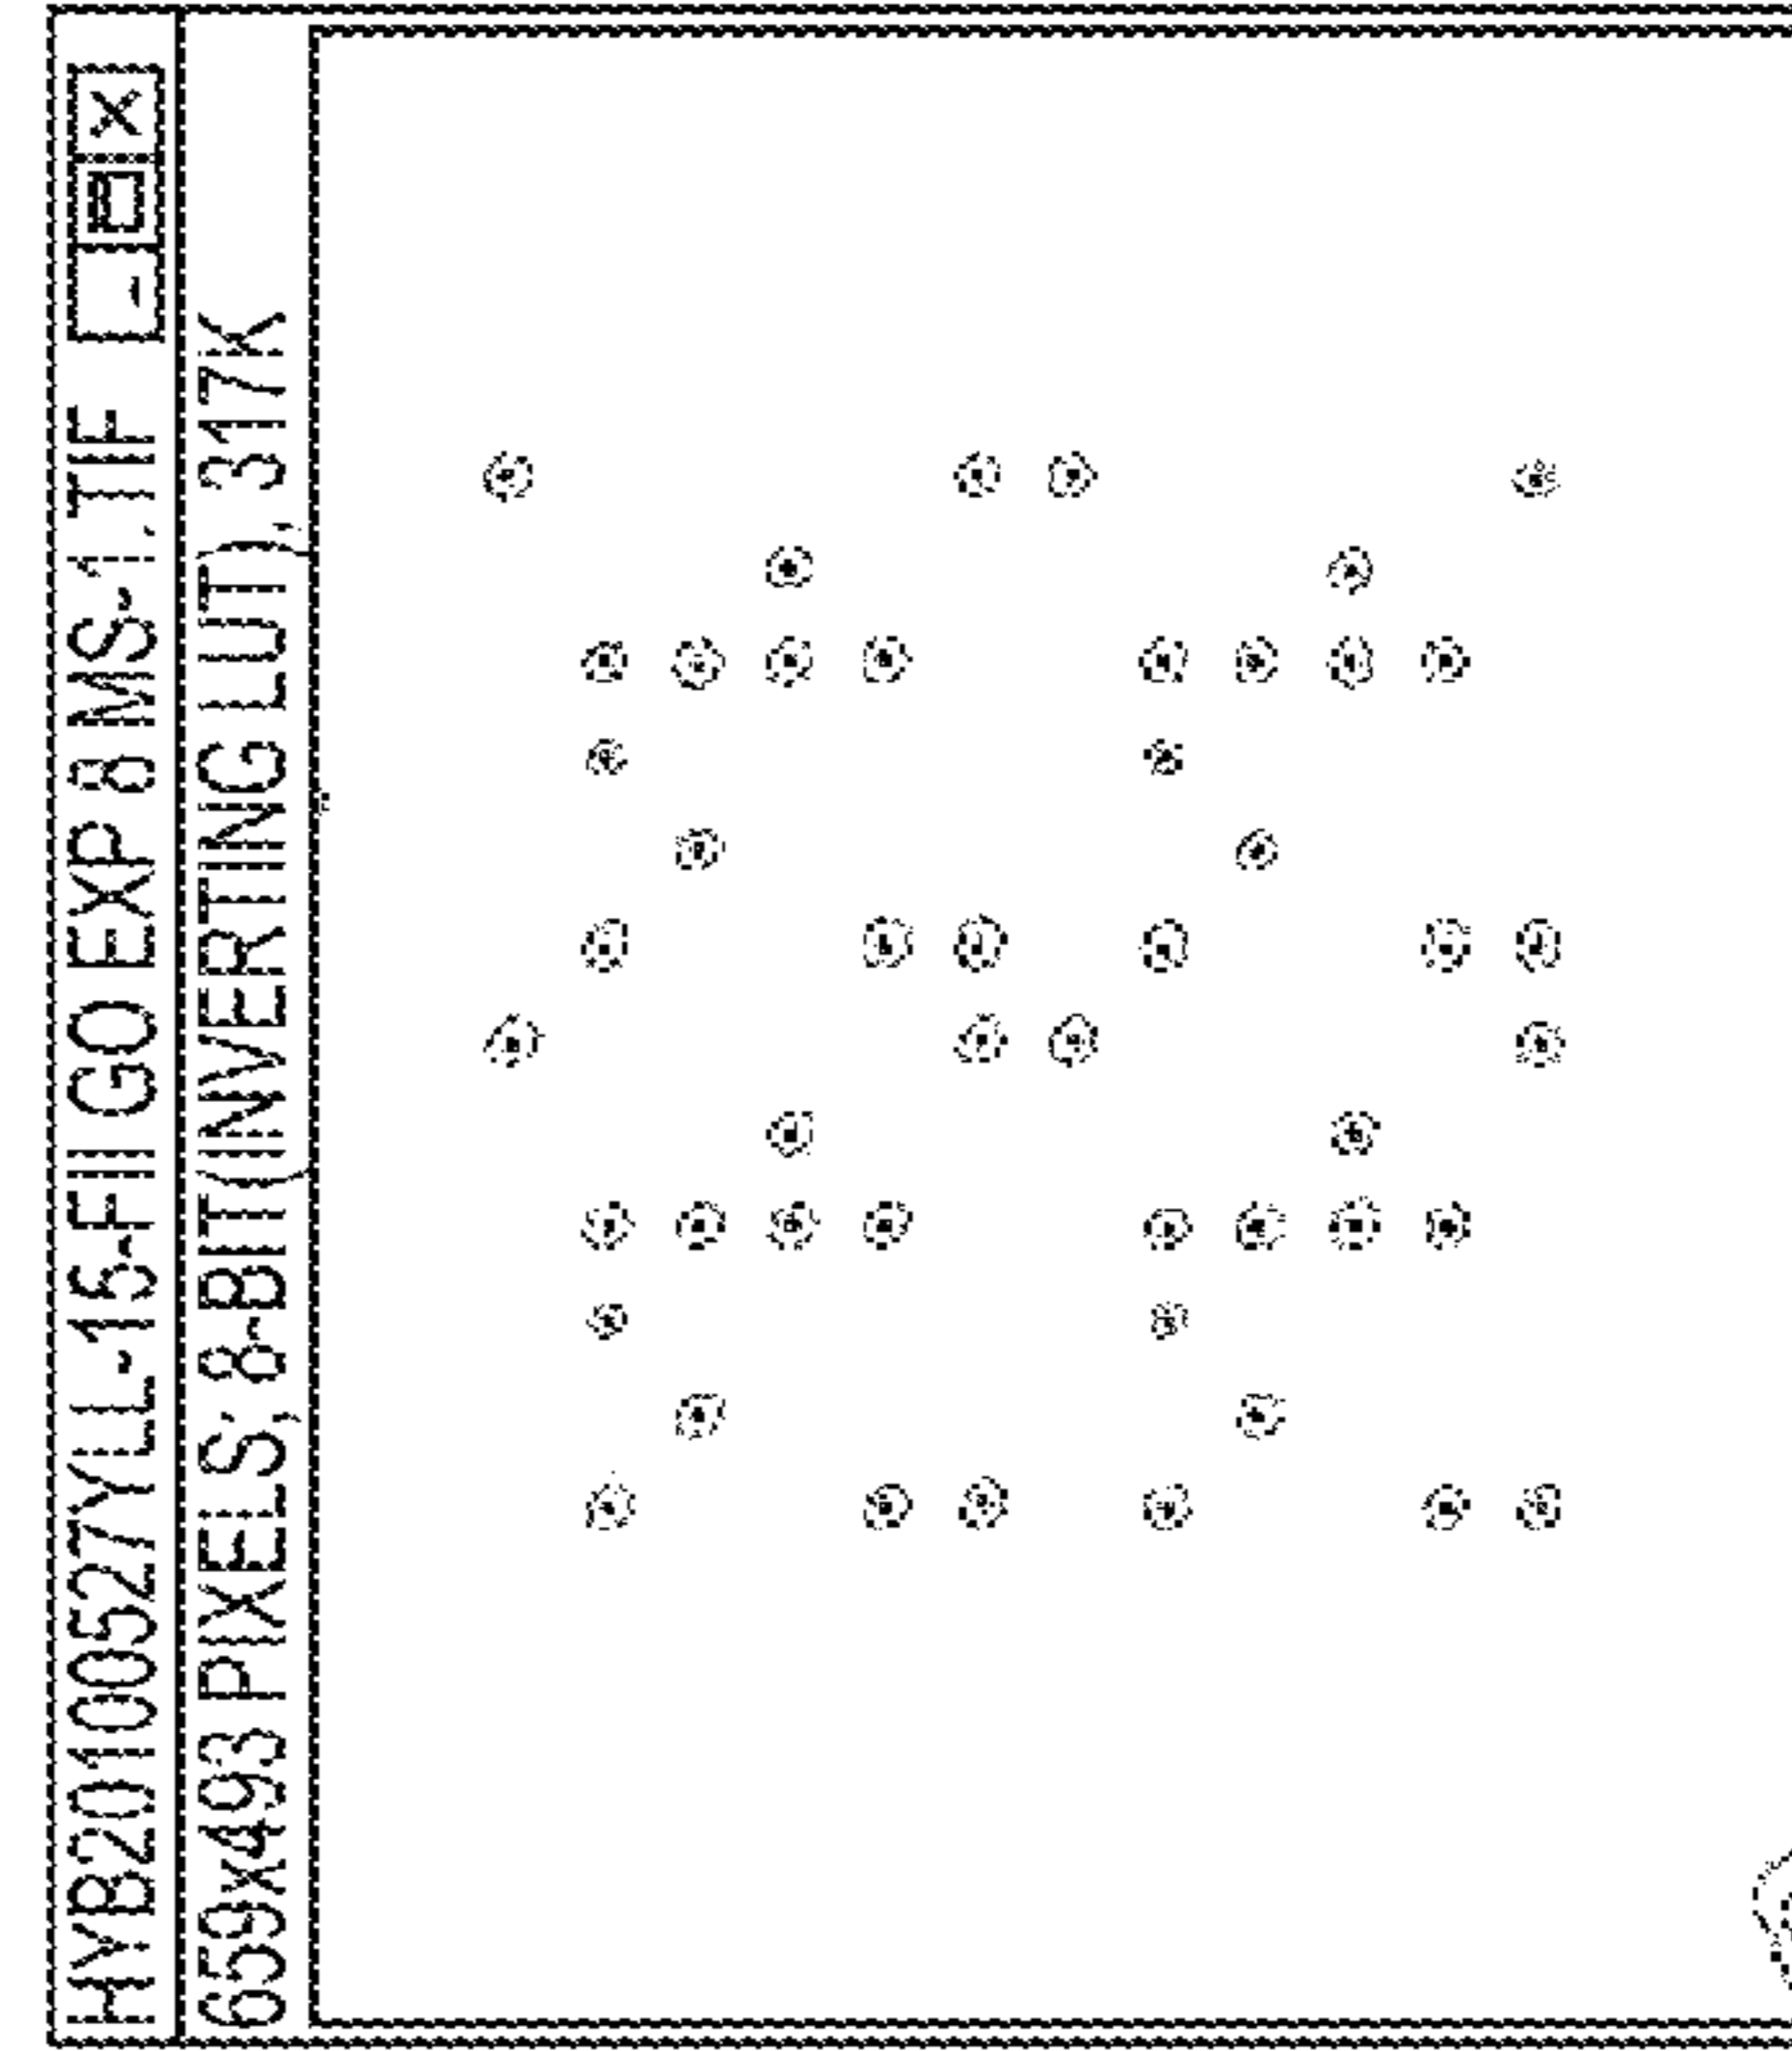 HYB20100527YLL-15-FII GO EXP 8 MS-1.TIF
659x493 PIXELS; 8-BIT(INVERTING LUT), 317K